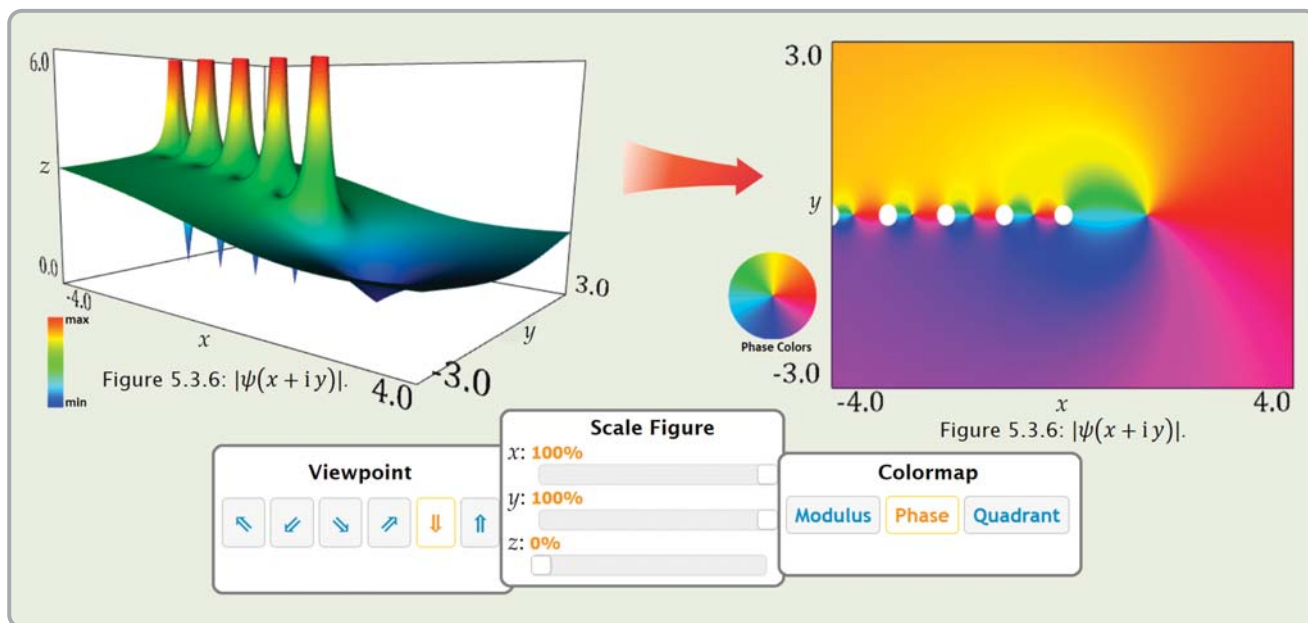 6.0
z
0.0
-4.0
x
4.0
-3.0
y
3.0
max
min
Figure 5.3.6: |ψ(x + i y)|.
3.0
y
-3.0
-4.0
x
4.0
Phase Colors
Figure 5.3.6: |ψ(x + i y)|.
Viewpoint
⇖ ⇙ ⇘ ⇗ ⇓ ⇑
Scale Figure
x: 100%
y: 100%
z: 0%
Colormap
Modulus Phase Quadrant